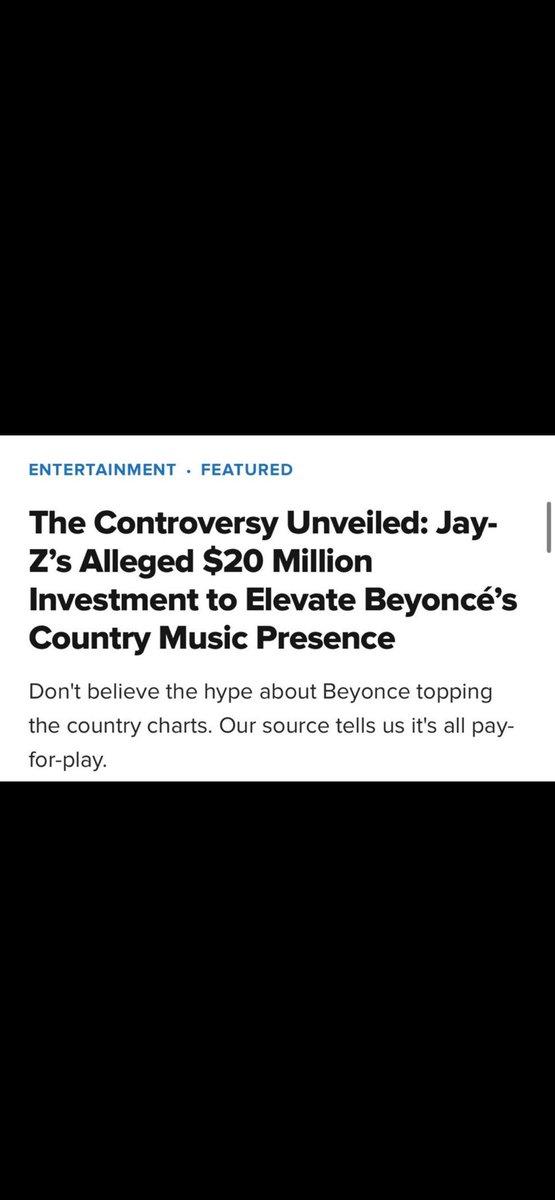 ENTERTAINMENT · FEATURED
The Controversy Unveiled: Jay-
Z’s Alleged $20 Million
Investment to Elevate Beyoncé’s
Country Music Presence
Don't believe the hype about Beyonce topping
the country charts. Our source tells us it's all pay-
for-play.